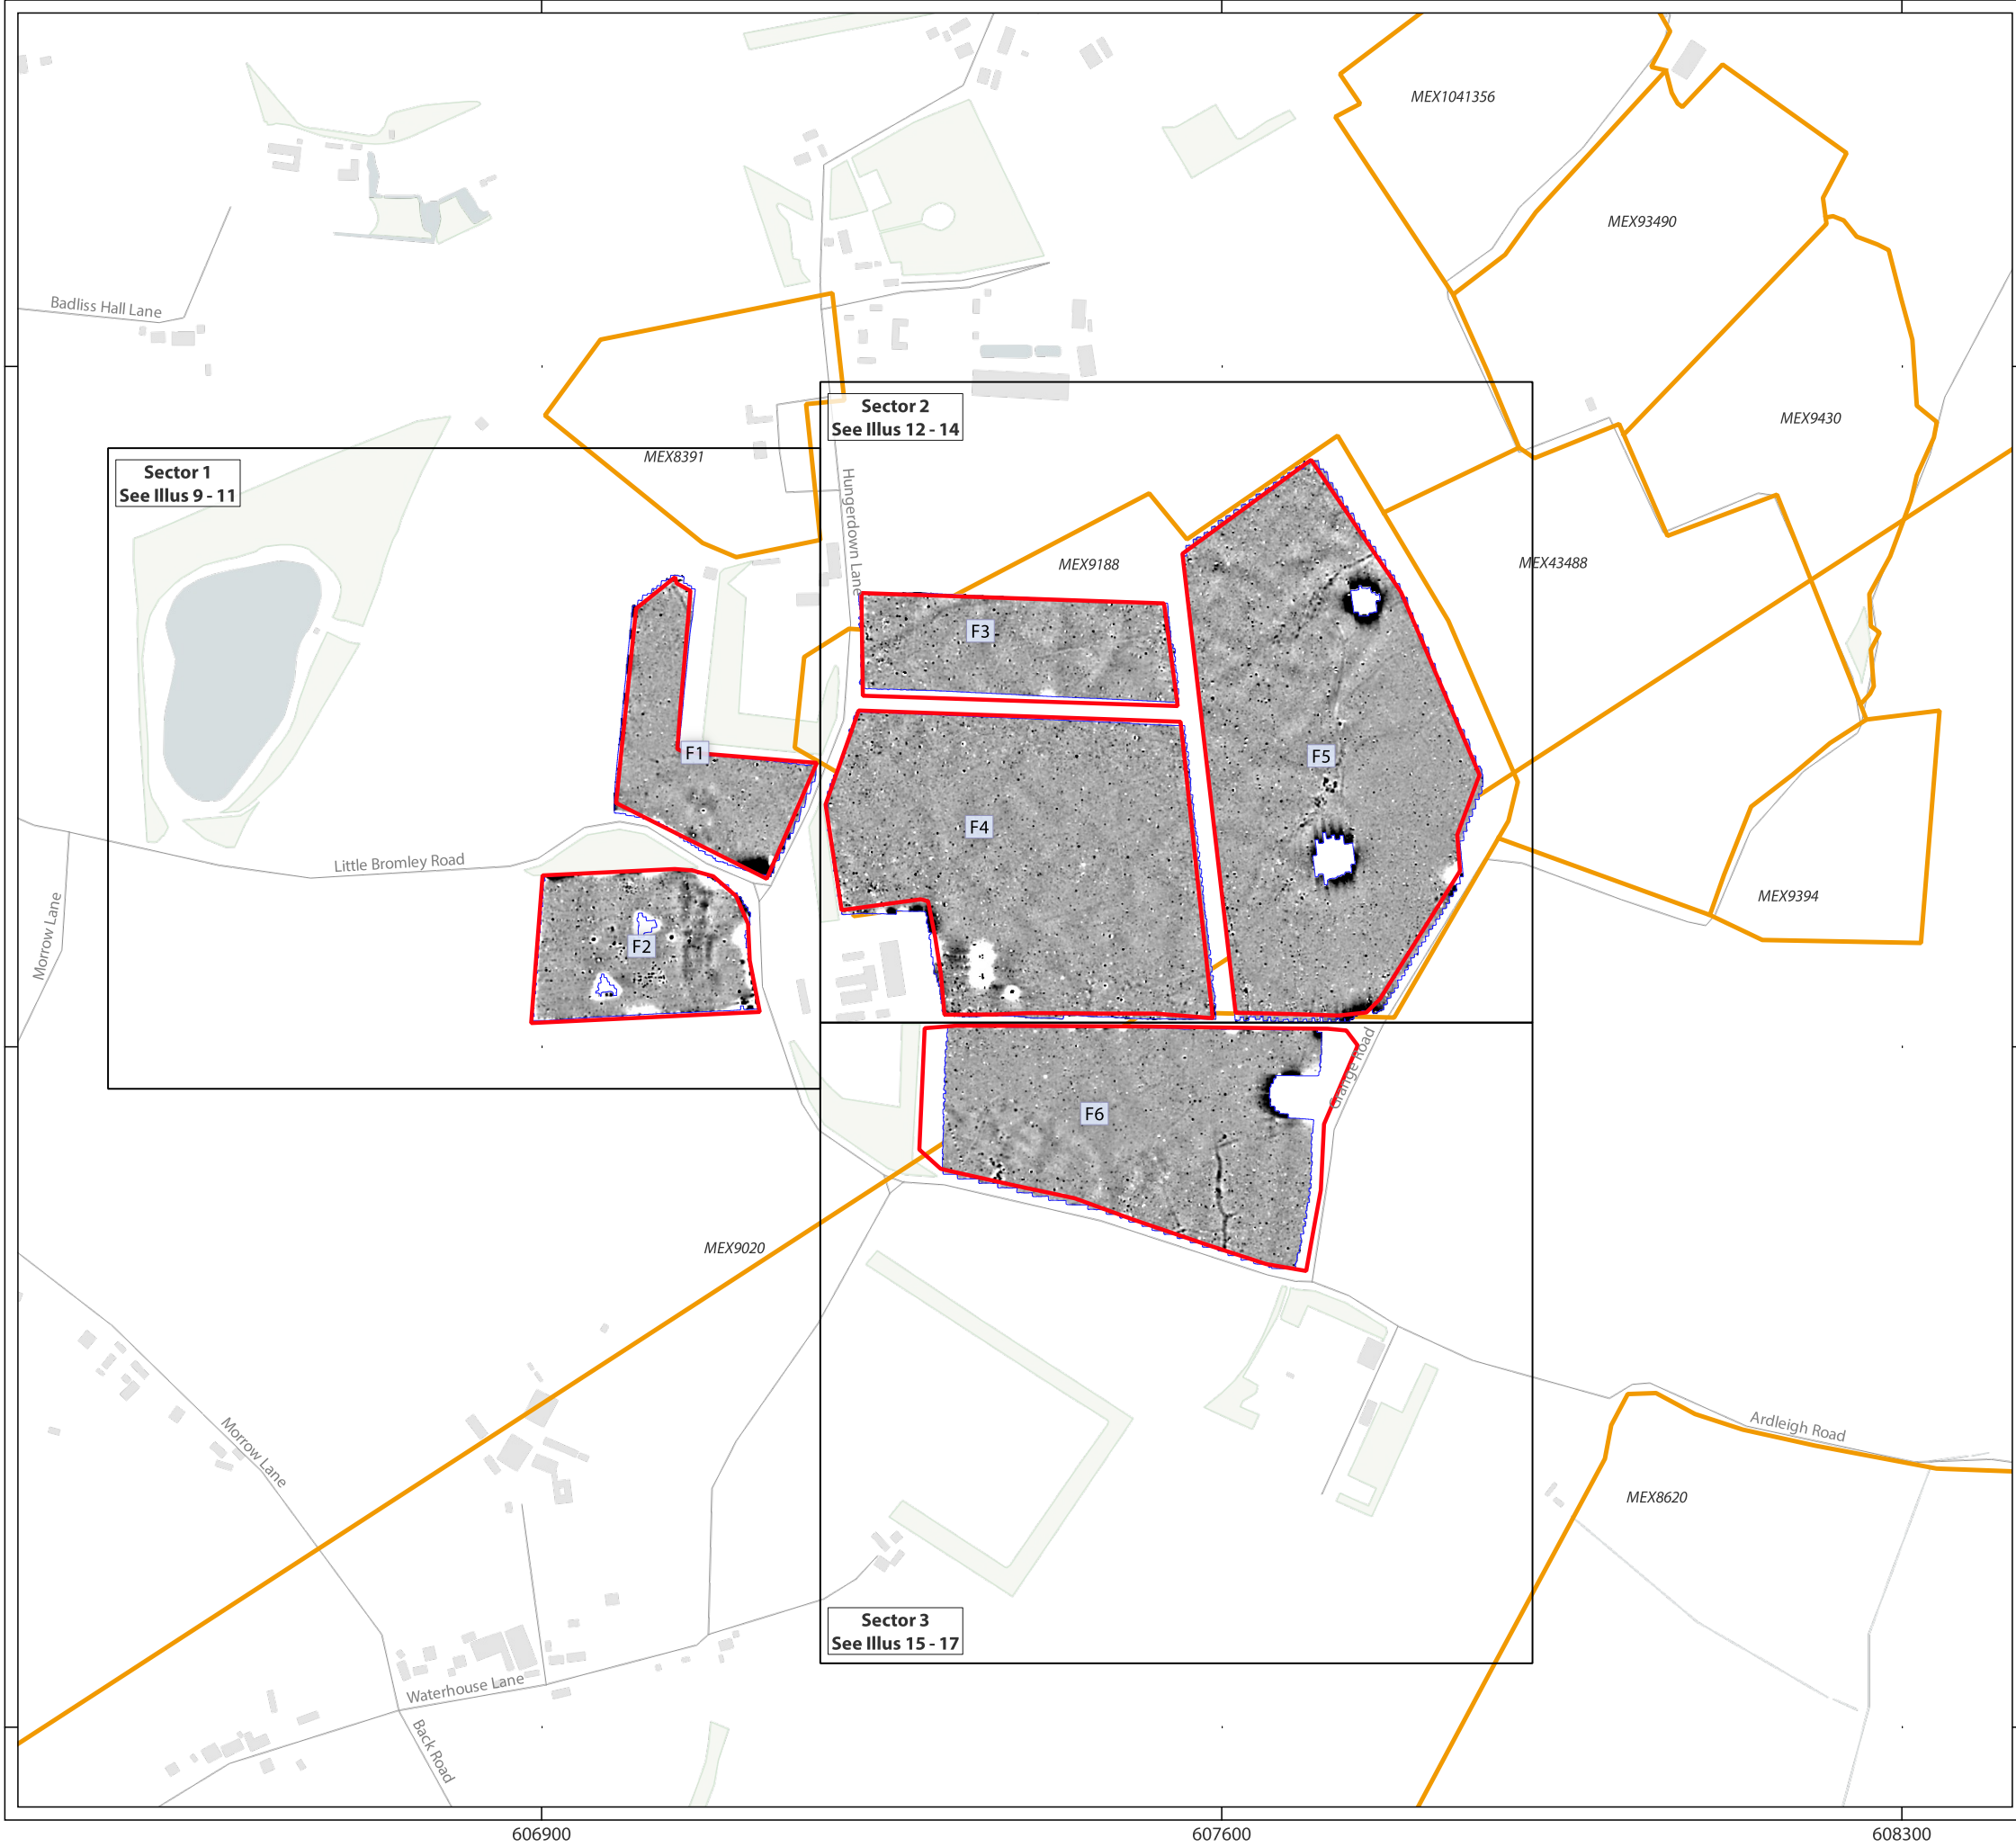 MEX1041356
MEX93490
Badliss Hall Lane
MEX9430
Sector 2
See Illus 12 - 14
MEX8391
Sector 1
See Illus 9 - 11
Hungerdown Lane
MEX9188
MEX43488
F3
F1
F5
F4
Little Bromley Road
MEX9394
Morrow Lane
F2
Grange Road
F6
MEX9020
Morrow Lane
Ardleigh Road
MEX8620
Sector 3
See Illus 15 - 17
Waterhouse Lane
Back Road
606900
607600
608300